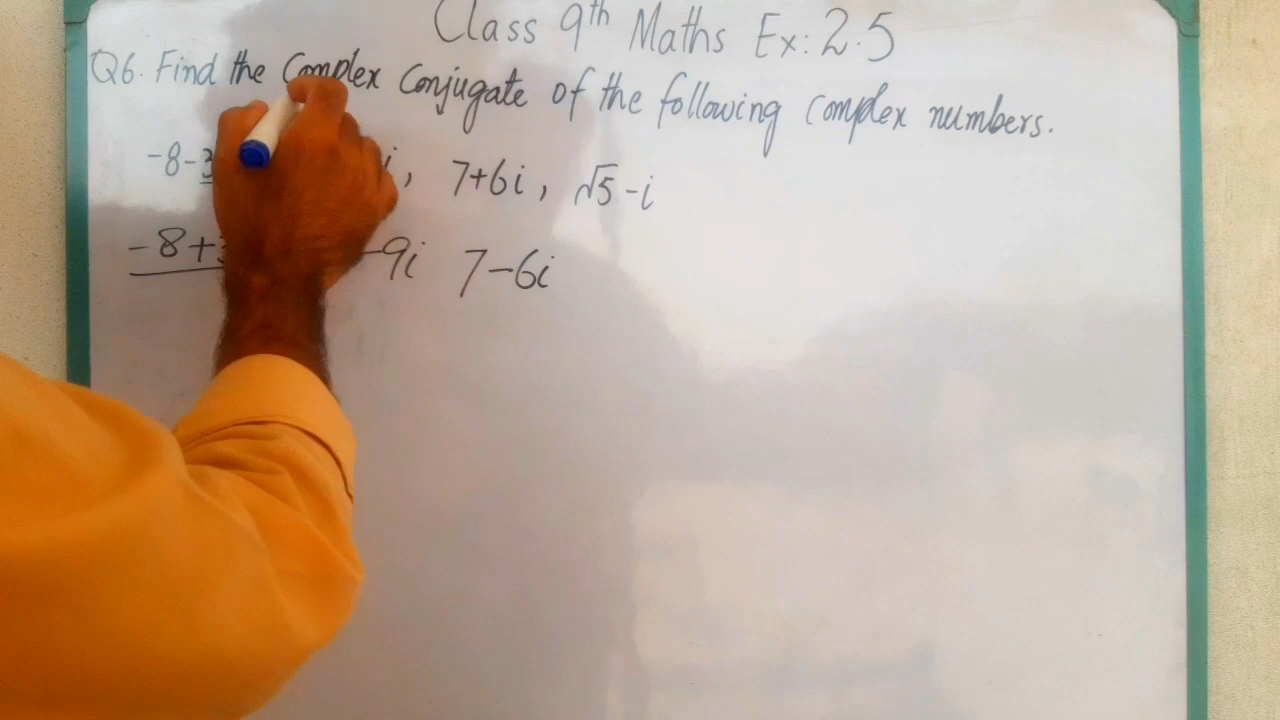 Class 9th Maths Ex: 2.5
Q6. Find the Complex Conjugate of the following complex numbers.
-8-3 i, 7+6i, √5-i
-8+3 -9i 7-6i